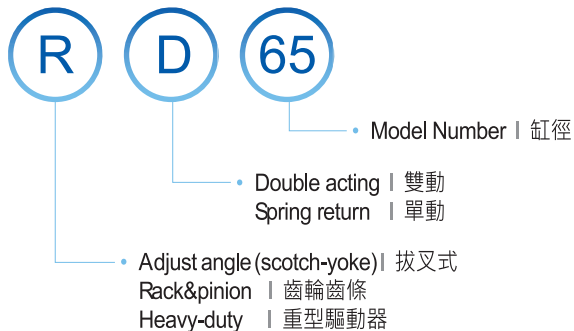 R D 65
Model Number | 缸徑
Double acting | 雙動
Spring return | 單動
Adjust angle (scotch-yoke) | 拔叉式
Rack&pinion | 齒輪齒條
Heavy-duty | 重型驅動器